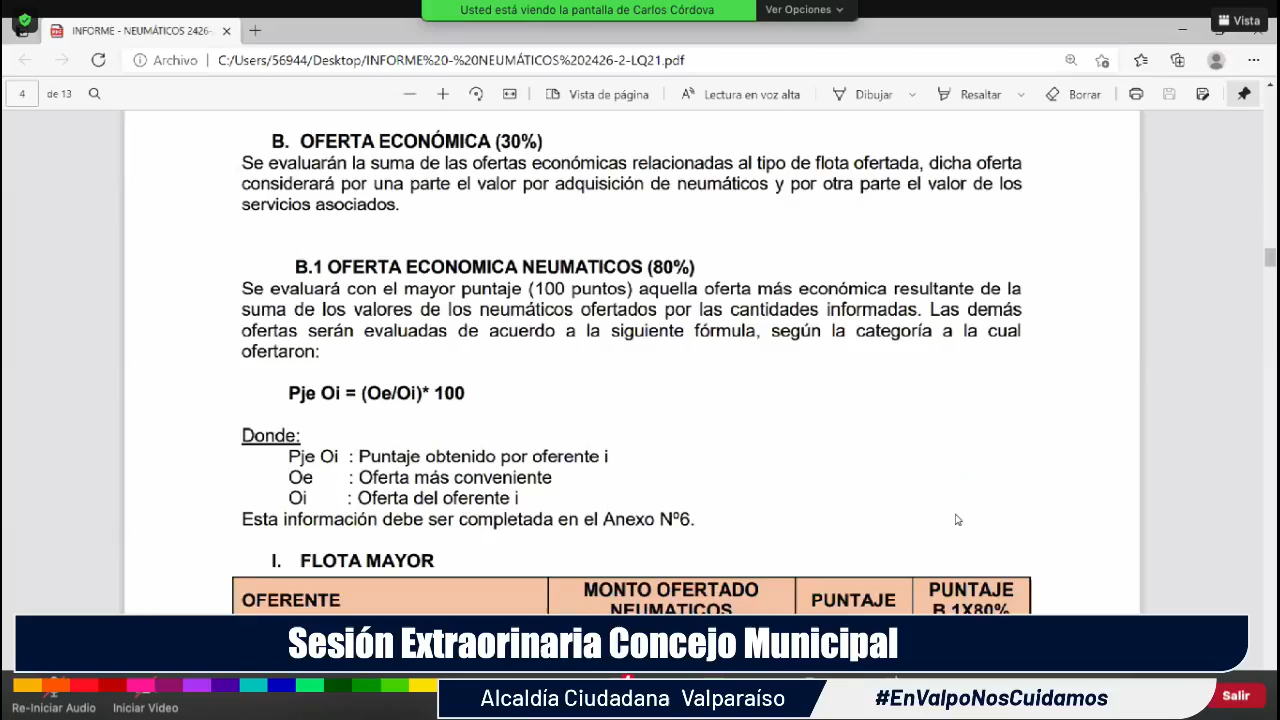 Usted está viendo la pantalla de Carlos Córdova
Ver Opciones
Vista
INFORME - NEUMÁTICOS 2426-
Archivo
C:/Users/56944/Desktop/INFORME%20-%20NEUMÁTICOS%202426-2-LQ21.pdf
4 de 13
Vista de página
Lectura en voz alta
Dibujar
Resaltar
Borrar
B. OFERTA ECONÓMICA (30%)
Se evaluarán la suma de las ofertas económicas relacionadas al tipo de flota ofertada, dicha oferta
considerará por una parte el valor por adquisición de neumáticos y por otra parte el valor de los
servicios asociados.
B.1 OFERTA ECONOMICA NEUMATICOS (80%)
Se evaluará con el mayor puntaje (100 puntos) aquella oferta más económica resultante de la
suma de los valores de los neumáticos ofertados por las cantidades informadas. Las demás
ofertas serán evaluadas de acuerdo a la siguiente fórmula, según la categoría a la cual
ofertaron:
Pje Oi = (Oe/Oi)* 100
Donde:
Pje Oi : Puntaje obtenido por oferente i
Oe : Oferta más conveniente
Oi : Oferta del oferente i
Esta información debe ser completada en el Anexo Nº6.
I. FLOTA MAYOR
OFERENTE
MONTO OFERTADO
NEUMATICOS
PUNTAJE
PUNTAJE
B.1X80%
Sesión Extraorinaria Concejo Municipal
Alcaldía Ciudadana Valparaíso
#EnValpoNosCuidamos
Re-Iniciar Audio
Iniciar Video
Salir